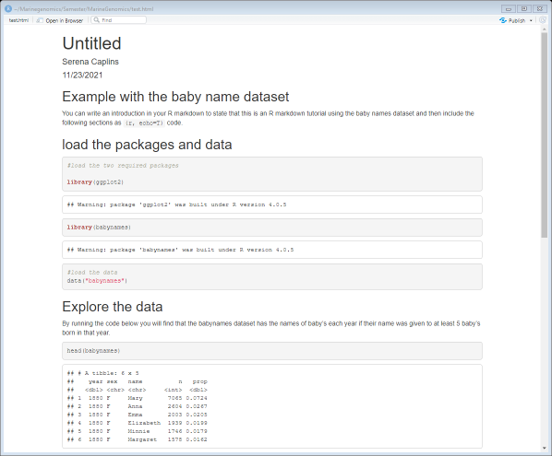 ~/Marinegenomics/Semester/MarineGenomics/test.html
test.html Open in Browser Find Publish
Untitled
Serena Caplins
11/23/2021
Example with the baby name dataset
You can write an introduction in your R markdown to state that this is an R markdown tutorial using the baby names dataset and then include the
following sections as {r, echo=T} code.
load the packages and data
#load the two required packages
library(ggplot2)
## Warning: package 'ggplot2' was built under R version 4.0.5
library(babynames)
## Warning: package 'babynames' was built under R version 4.0.5
#load the data
data("babynames")
Explore the data
By running the code below you will find that the babynames dataset has the names of baby's each year if their name was given to at least 5 baby's
born in that year.
head(babynames)
## # A tibble: 6 x 5
## year sex name n prop
## <dbl> <chr> <chr> <int> <dbl>
## 1 1880 F Mary 7065 0.0724
## 2 1880 F Anna 2604 0.0267
## 3 1880 F Emma 2003 0.0205
## 4 1880 F Elizabeth 1939 0.0199
## 5 1880 F Minnie 1746 0.0179
## 6 1880 F Margaret 1578 0.0162